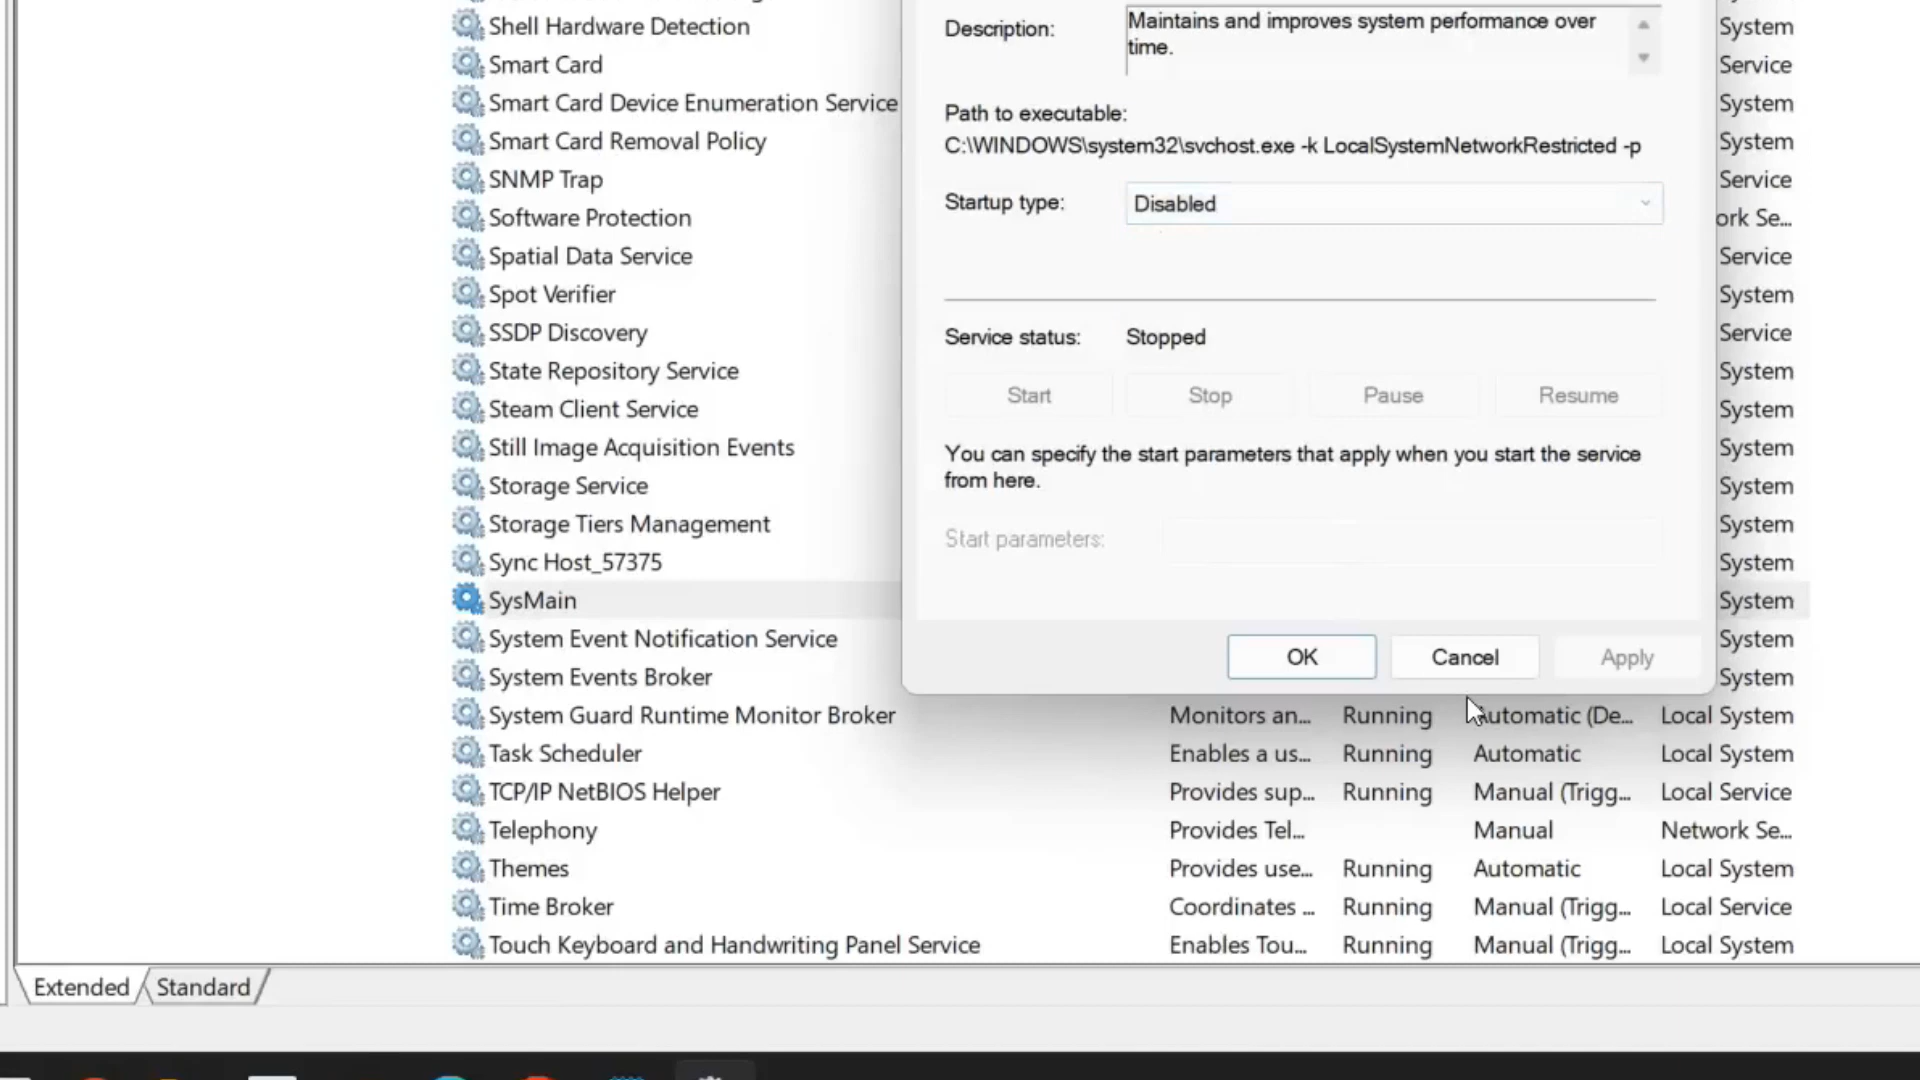 Shell Hardware Detection
Smart Card
Smart Card Device Enumeration Service
Smart Card Removal Policy
SNMP Trap
Software Protection
Spatial Data Service
Spot Verifier
SSDP Discovery
State Repository Service
Steam Client Service
Still Image Acquisition Events
Storage Service
Storage Tiers Management
Sync Host_57375
SysMain
System Event Notification Service
System Events Broker
System Guard Runtime Monitor Broker Monitors an... Running Automatic (De... Local System
Task Scheduler Enables a us... Running Automatic Local System
TCP/IP NetBIOS Helper Provides sup... Running Manual (Trigg... Local Service
Telephony Provides Tel... Manual Network Se...
Themes Provides use... Running Automatic Local System
Time Broker Coordinates ... Running Manual (Trigg... Local Service
Touch Keyboard and Handwriting Panel Service Enables Tou... Running Manual (Trigg... Local System
Description: Maintains and improves system performance over
time.
Path to executable:
C:\WINDOWS\system32\svchost.exe -k LocalSystemNetworkRestricted -p
Startup type: Disabled
Service status: Stopped
Start Stop Pause Resume
You can specify the start parameters that apply when you start the service
from here.
Start parameters:
OK Cancel Apply
System
Service
System
System
Service
ork Se...
Service
System
Service
System
System
System
System
System
System
System
System
System
Extended Standard